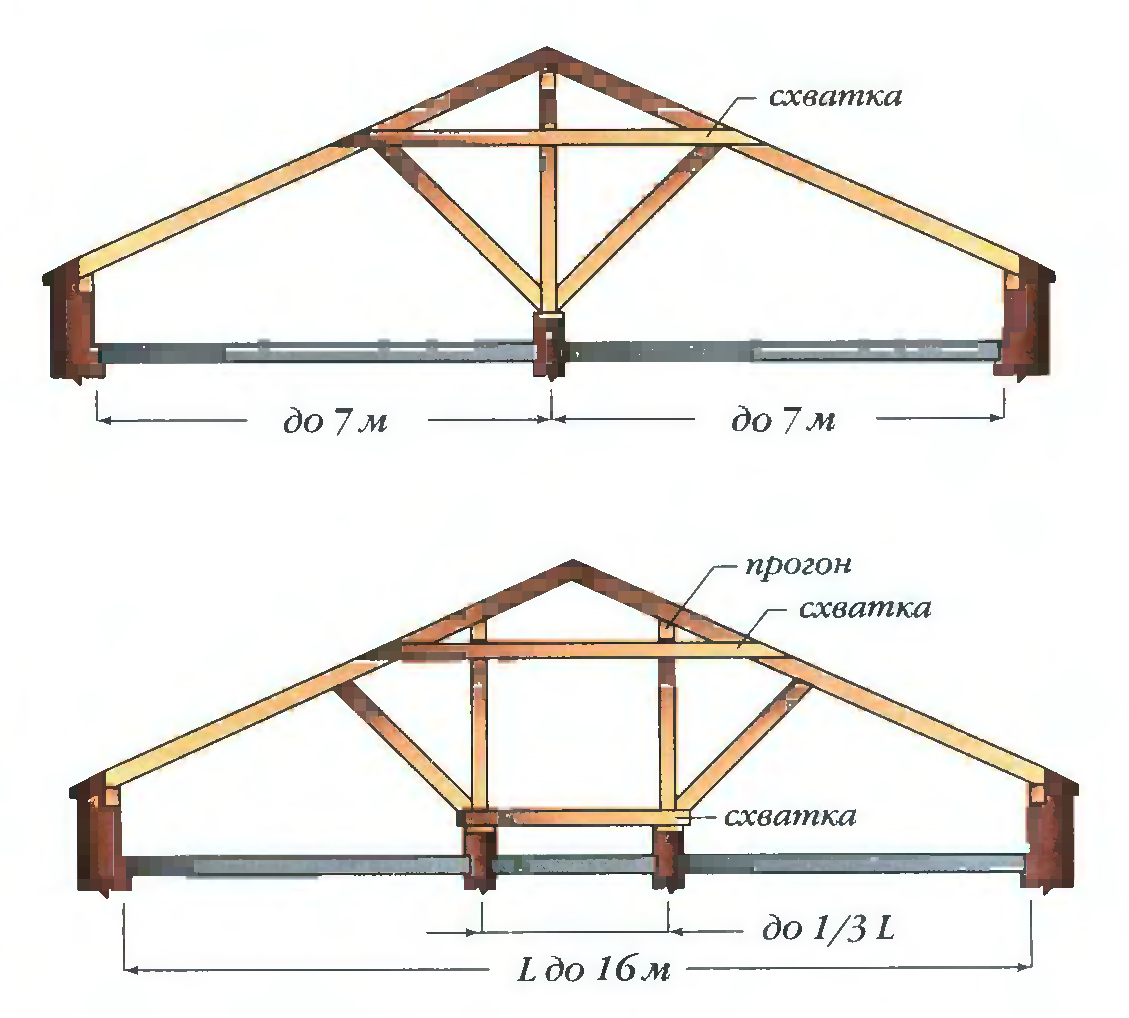 схватка
до 7 м
до 7 м
прогон
схватка
схватка
до 1/3 L
L до 16 м